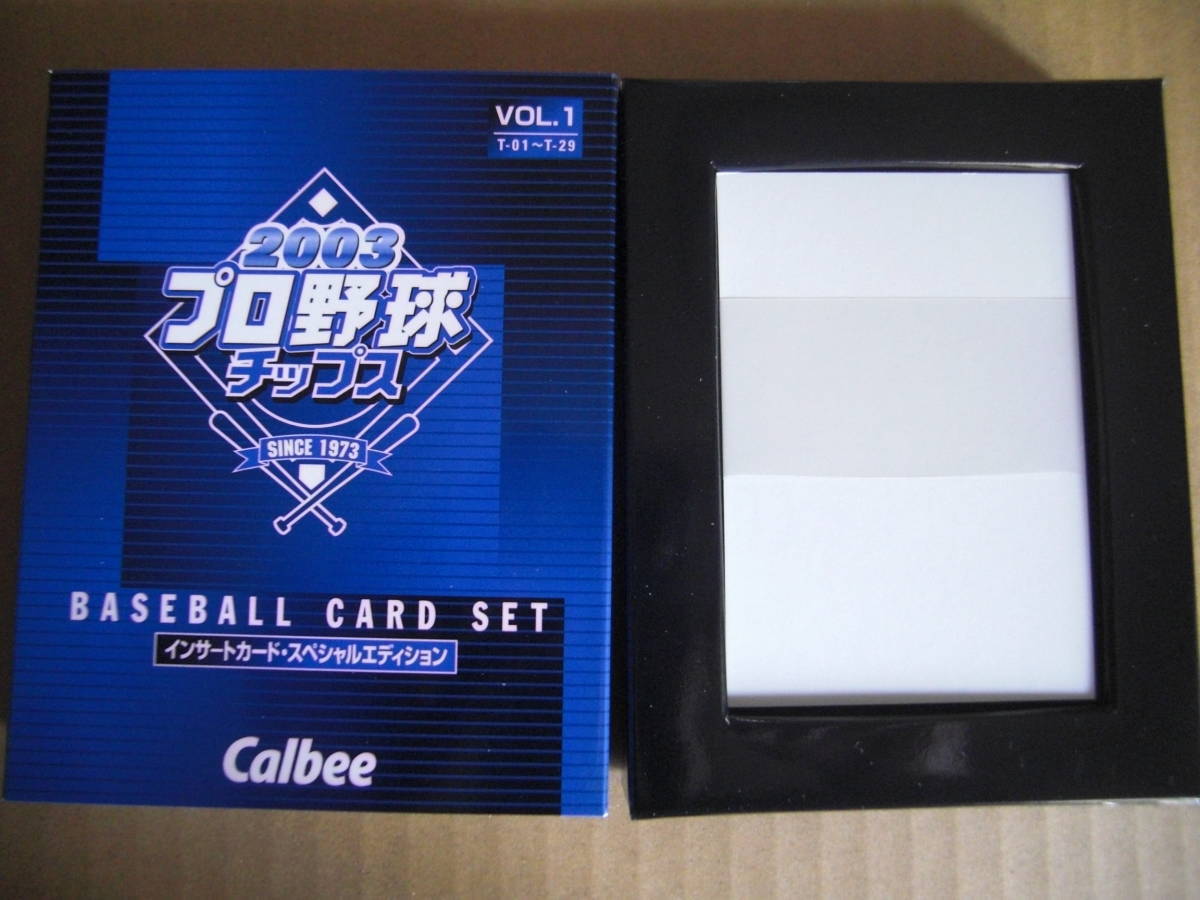 VOL.1
T-01～T-29
2003
プロ野球
チップス
SINCE 1973
BASEBALL CARD SET
インサートカード・スペシャルエディション
Calbee